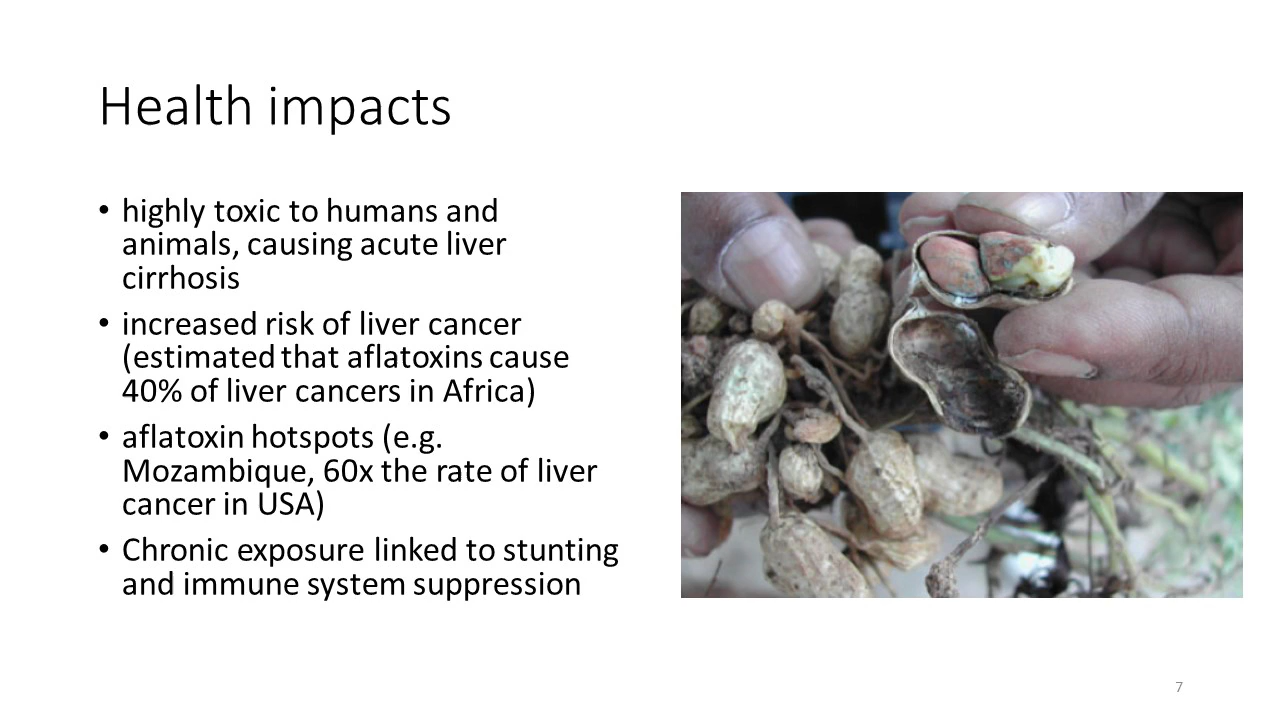 Health impacts
• highly toxic to humans and
animals, causing acute liver
cirrhosis
• increased risk of liver cancer
(estimated that aflatoxins cause
40% of liver cancers in Africa)
• aflatoxin hotspots (e.g.
Mozambique, 60x the rate of liver
cancer in USA)
• Chronic exposure linked to stunting
and immune system suppression
7